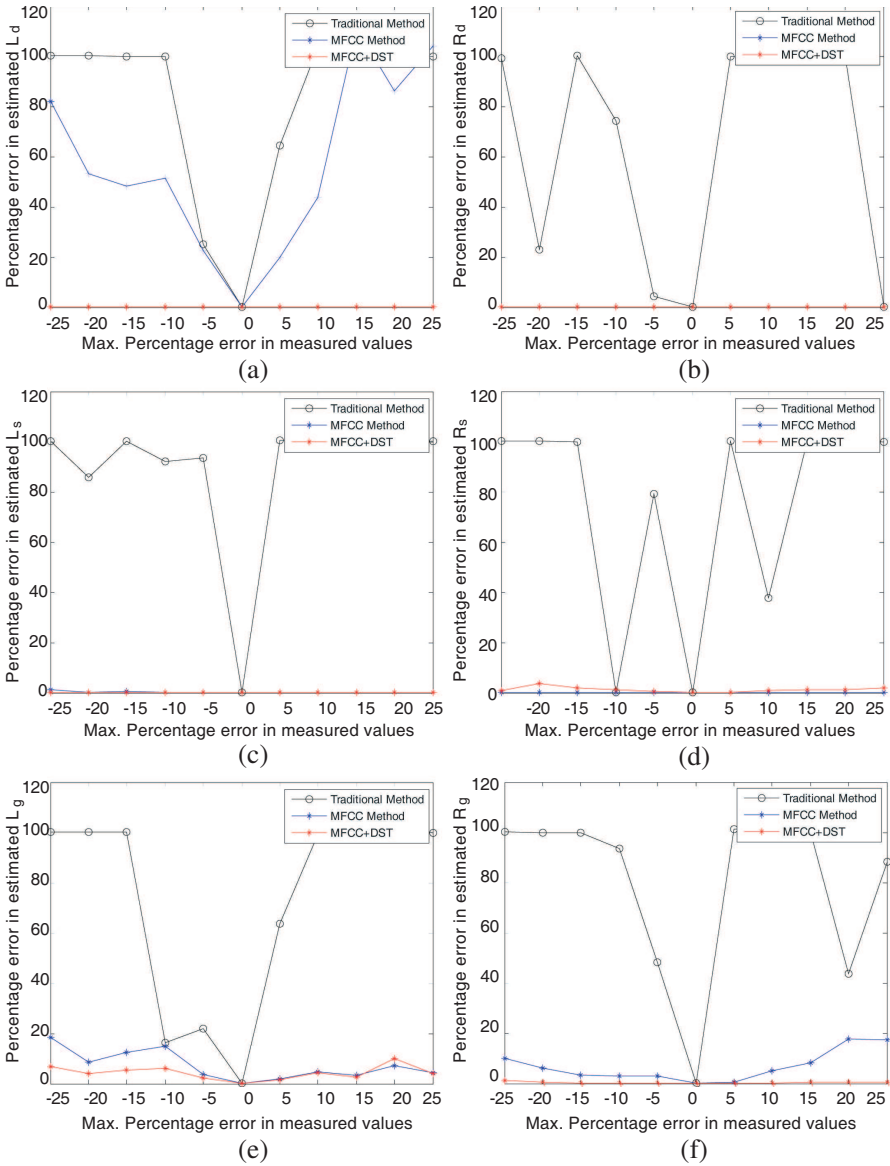 120
100
80
60
40
20
0
Percentage error in estimated L d
Traditional Method
MFCC Method
MFCC+DST
-25 -20 -15 -10 -5 0 5 10 15 20 25
Max. Percentage error in measured values
(a)
120
100
80
60
40
20
0
Percentage error in estimated R d
Traditional Method
MFCC Method
MFCC+DST
-25 -20 -15 -10 -5 0 5 10 15 20 25
Max. Percentage error in measured values
(b)
120
100
80
60
40
20
0
Percentage error in estimated L s
Traditional Method
MFCC Method
MFCC+DST
-25 -20 -15 -10 -5 0 5 10 15 20 25
Max. Percentage error in measured values
(c)
120
100
80
60
40
20
0
Percentage error in estimated Rs
Traditional Method
MFCC Method
MFCC+DST
-20 -15 -10 -5 0 5 10 15 20 25
Max. Percentage error in measured values
(d)
120
100
80
60
40
20
0
Percentage error in estimated L g
Traditional Method
MFCC Method
MFCC+DST
-25 -20 -15 -10 -5 0 5 10 15 20 25
Max. Percentage error in measured values
(e)
120
100
80
60
40
20
0
Percentage error in estimated R g
Traditional Method
MFCC Method
MFCC+DST
-25 -20 -15 -10 -5 0 5 10 15 20 25
Max. Percentage error in measured values
(f)